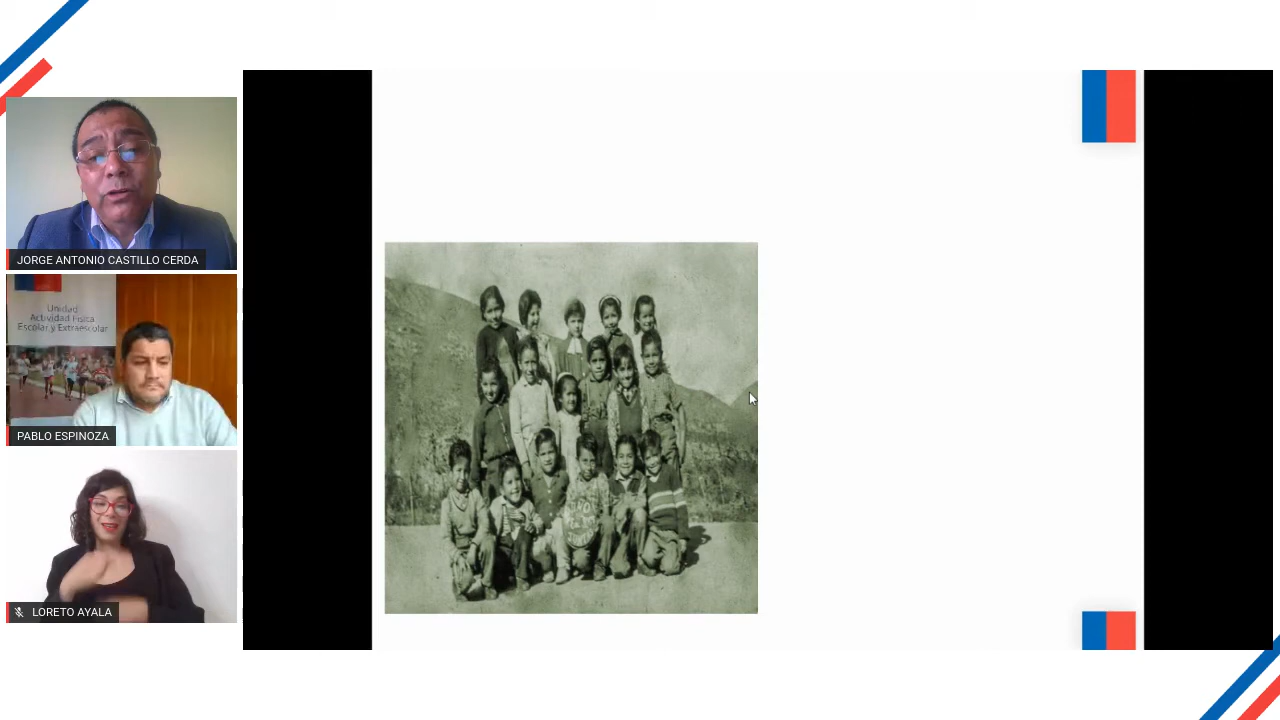 JORGE ANTONIO CASTILLO CERDA
Unidad
Actividad Física
Escolar y Extraescolar
PABLO ESPINOZA
LORETO AYALA